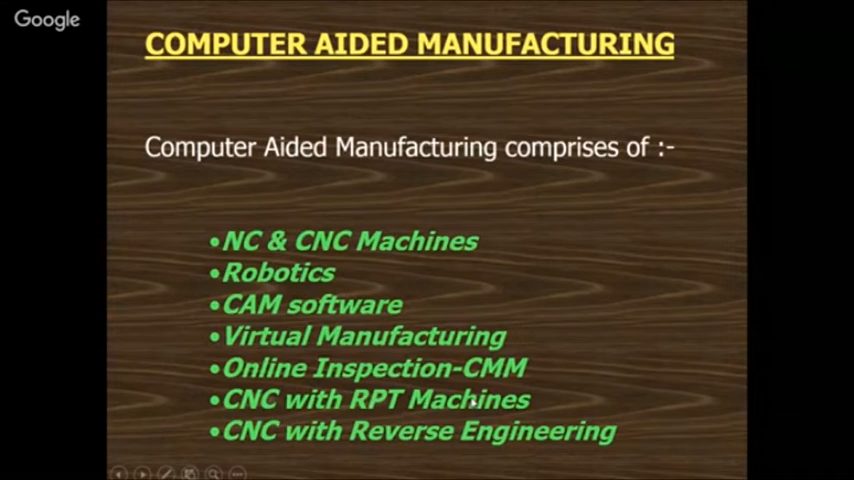 Google
COMPUTER AIDED MANUFACTURING
Computer Aided Manufacturing comprises of :-
•NC & CNC Machines
•Robotics
•CAM software
•Virtual Manufacturing
•Online Inspection-CMM
•CNC with RPT Machines
•CNC with Reverse Engineering